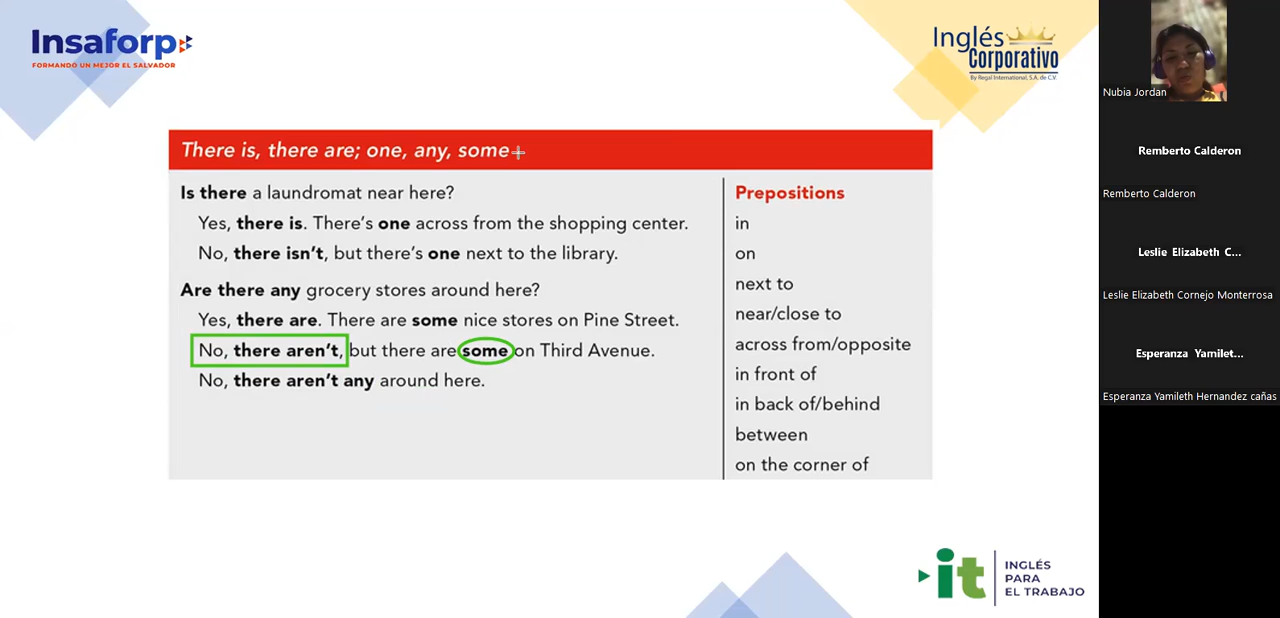 Insaforp
FORMANDO UN MEJOR EL SALVADOR
Inglés
Corporativo
By Regal International, S.A. de C.V.
There is, there are; one, any, some
Is there a laundromat near here?
Yes, there is. There's one across from the shopping center.
No, there isn't, but there's one next to the library.
Are there any grocery stores around here?
Yes, there are. There are some nice stores on Pine Street.
No, there aren't, but there are some on Third Avenue.
No, there aren't any around here.
Prepositions
in
on
next to
near/close to
across from/opposite
in front of
in back of/behind
between
on the corner of
it
INGLÉS
PARA
EL TRABAJO
Nubia Jordan
Remberto Calderon
Remberto Calderon
Leslie Elizabeth C...
Leslie Elizabeth Cornejo Monterrosa
Esperanza Yamilet...
Esperanza Yamileth Hernandez cañas